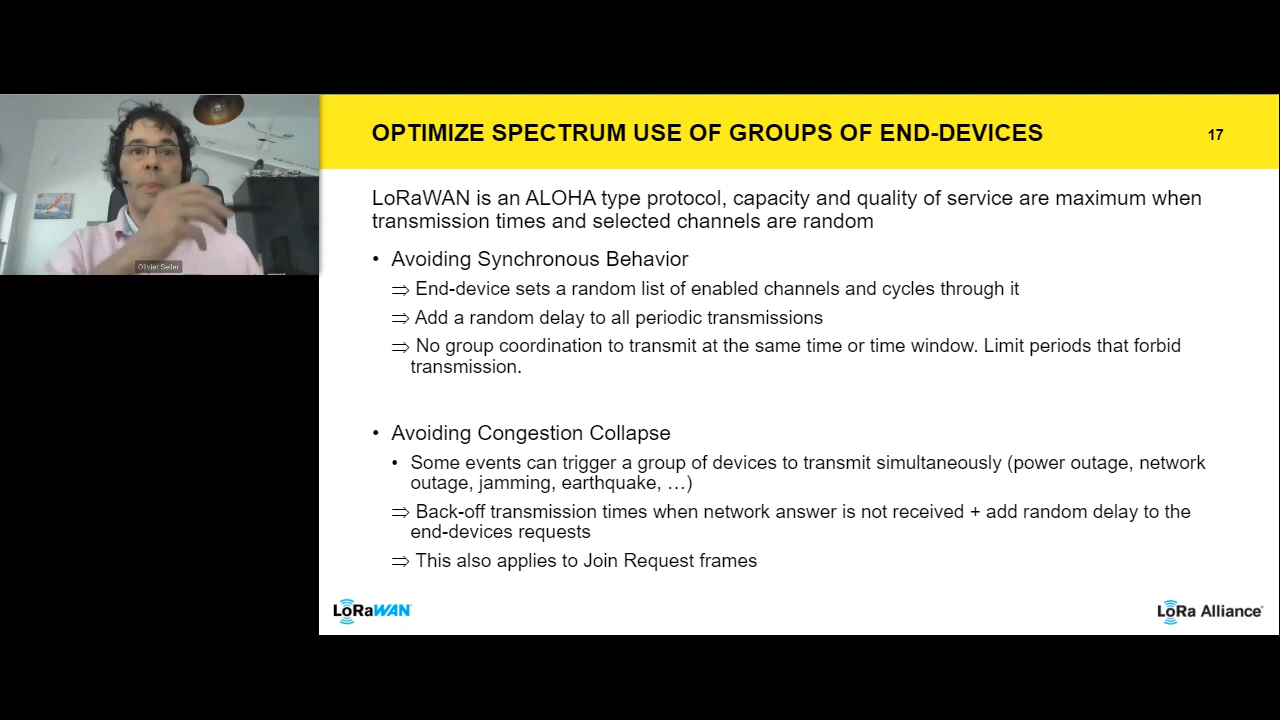 OPTIMIZE SPECTRUM USE OF GROUPS OF END-DEVICES
17
LoRaWAN is an ALOHA type protocol, capacity and quality of service are maximum when
transmission times and selected channels are random
• Avoiding Synchronous Behavior
⇒ End-device sets a random list of enabled channels and cycles through it
⇒ Add a random delay to all periodic transmissions
⇒ No group coordination to transmit at the same time or time window. Limit periods that forbid
transmission.
• Avoiding Congestion Collapse
• Some events can trigger a group of devices to transmit simultaneously (power outage, network
outage, jamming, earthquake, …)
⇒ Back-off transmission times when network answer is not received + add random delay to the
end-devices requests
⇒ This also applies to Join Request frames
Olivier Seller
LoRaWAN
LoRa Alliance